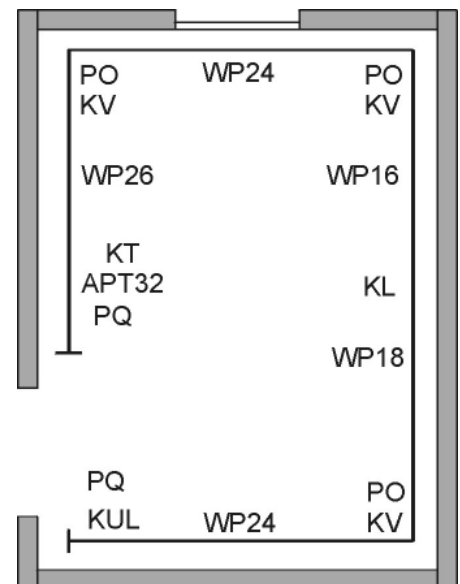 PO WP24 PO
KV KV
WP26 WP16
KT
APT32 KL
PQ
WP18
PQ
PO
KUL WP24 KV